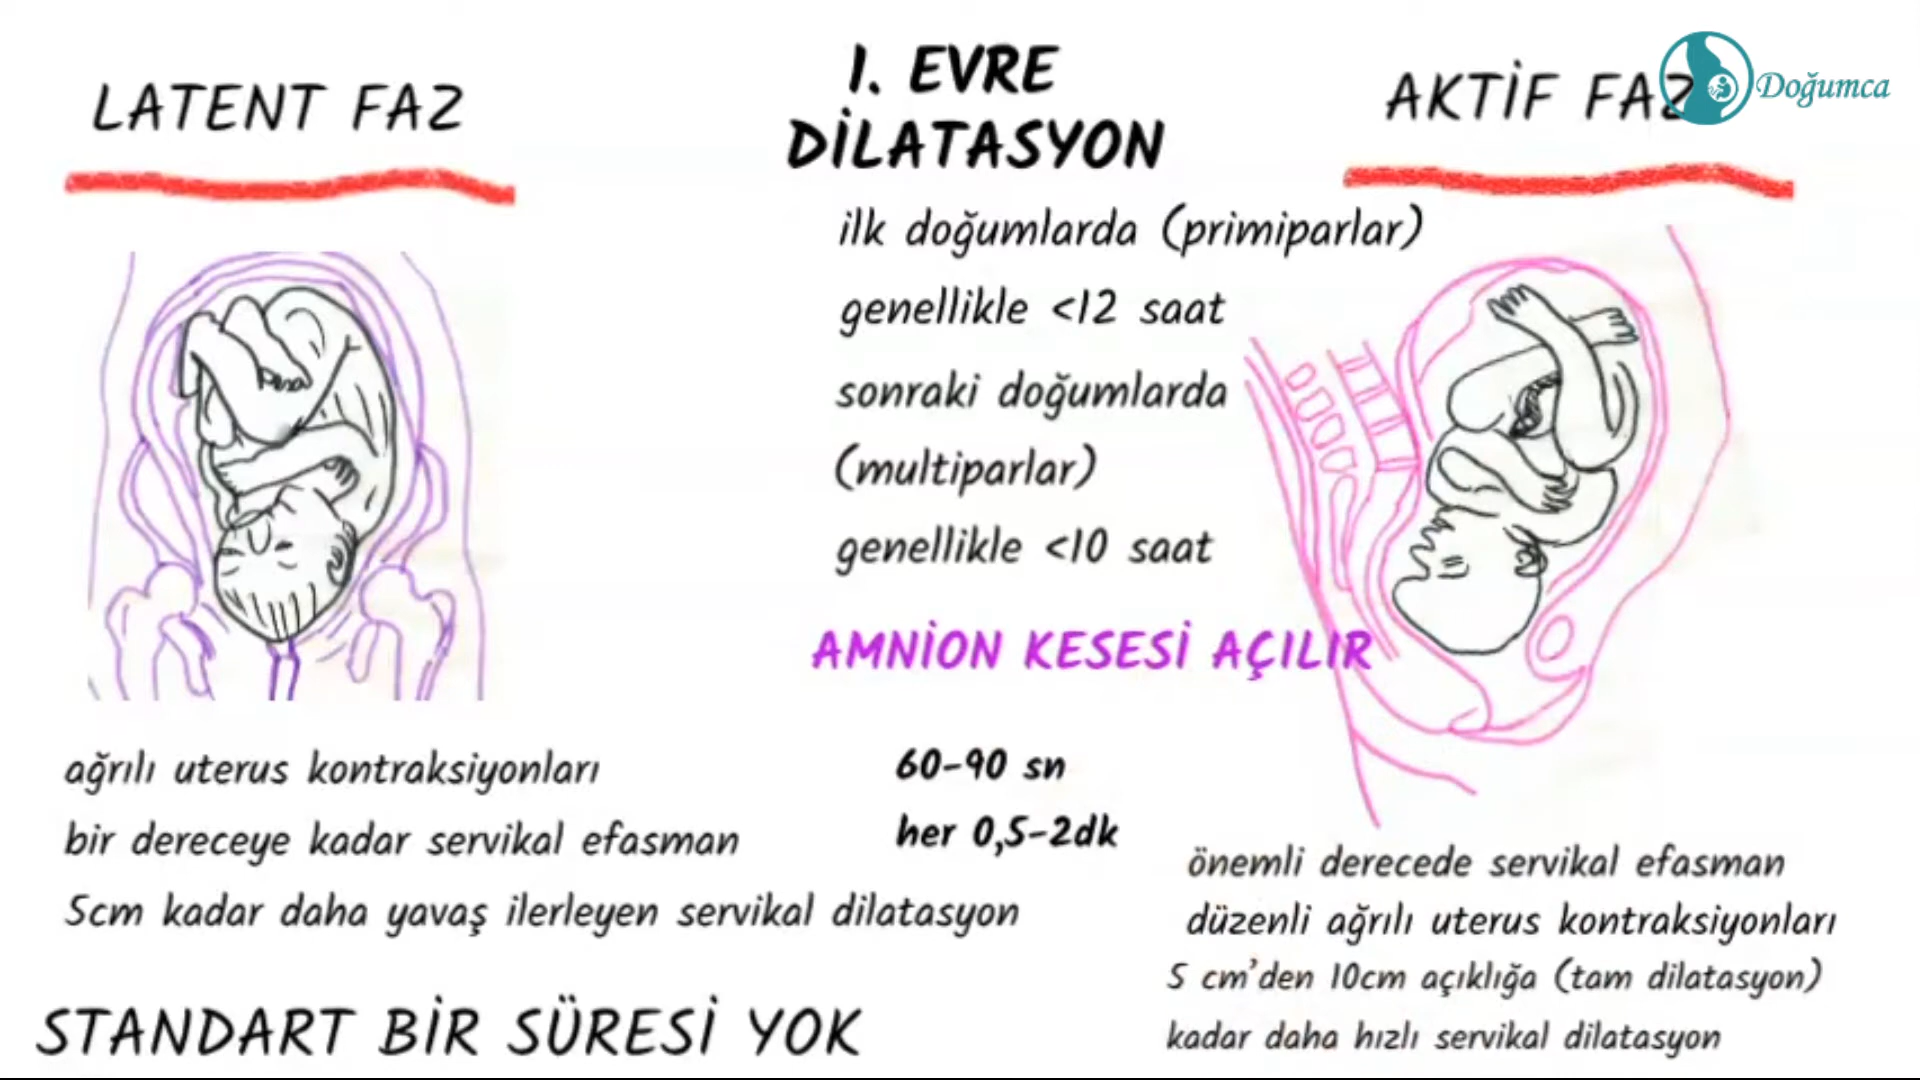 LATENT FAZ
1. EVRE
DİLATASYON
AKTİF FAZ
Doğumca
ilk doğumlarda (primiparlar)
genellikle <12 saat
sonraki doğumlarda
(multiparlar)
genellikle <10 saat
AMNİON KESESİ AÇILIR
ağrılı uterus kontraksiyonları
bir dereceye kadar servikal efasman
5cm kadar daha yavaş ilerleyen servikal dilatasyon
60-90 sn
her 0,5-2dk
önemli derecede servikal efasman
düzenli ağrılı uterus kontraksiyonları
5 cm'den 10cm açıklığa (tam dilatasyon)
kadar daha hızlı servikal dilatasyon
STANDART BİR SÜRESİ YOK